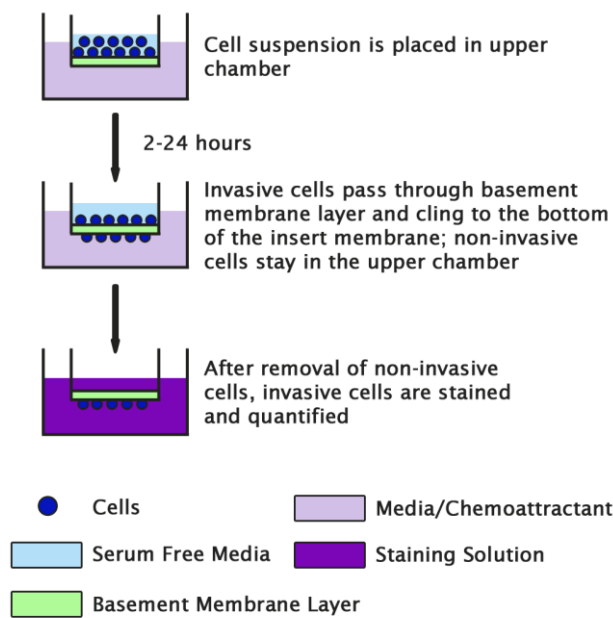 Cell suspension is placed in upper
chamber
2-24 hours
Invasive cells pass through basement
membrane layer and cling to the bottom
of the insert membrane; non-invasive
cells stay in the upper chamber
After removal of non-invasive
cells, invasive cells are stained
and quantified
Cells
Media/Chemoattractant
Serum Free Media
Staining Solution
Basement Membrane Layer